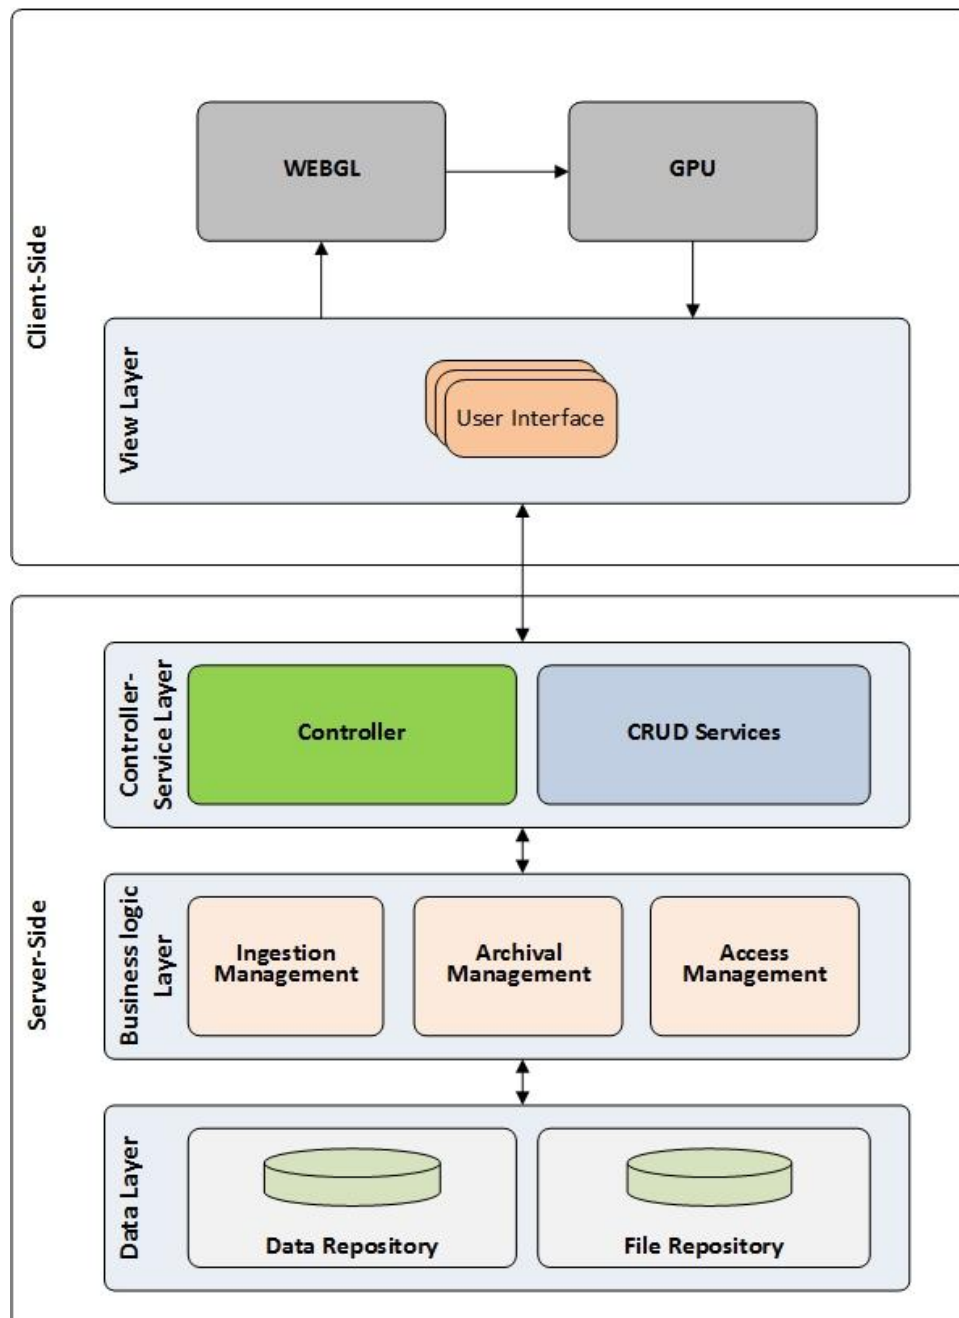 Client-Side
WEBGL
GPU
View Layer
User Interface
Server-Side
Controller-
Service Layer
Controller
CRUD Services
Business logic
Layer
Ingestion
Management
Archival
Management
Access
Management
Data Layer
Data Repository
File Repository